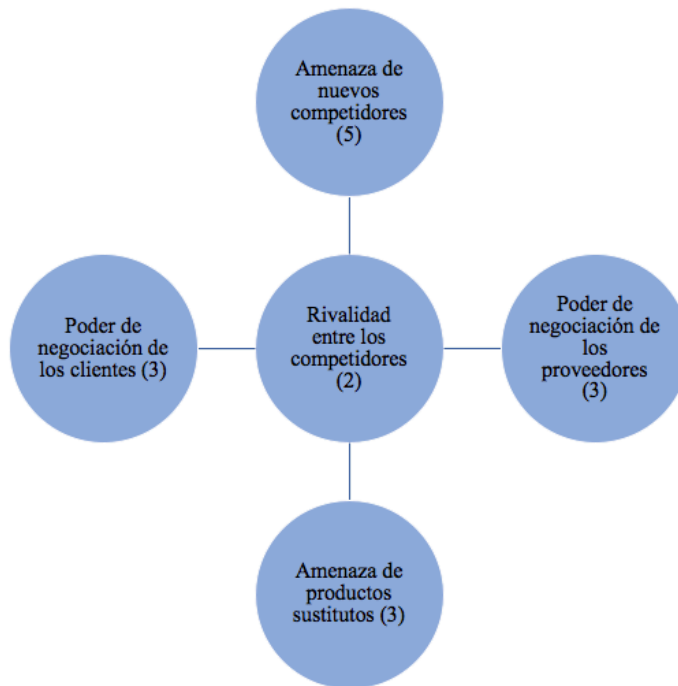 Amenaza de
nuevos
competidores
(5)
Poder de
negociación de
los clientes (3)
Rivalidad
entre los
competidores
(2)
Poder de
negociación de
los
proveedores
(3)
Amenaza de
productos
sustitutos (3)